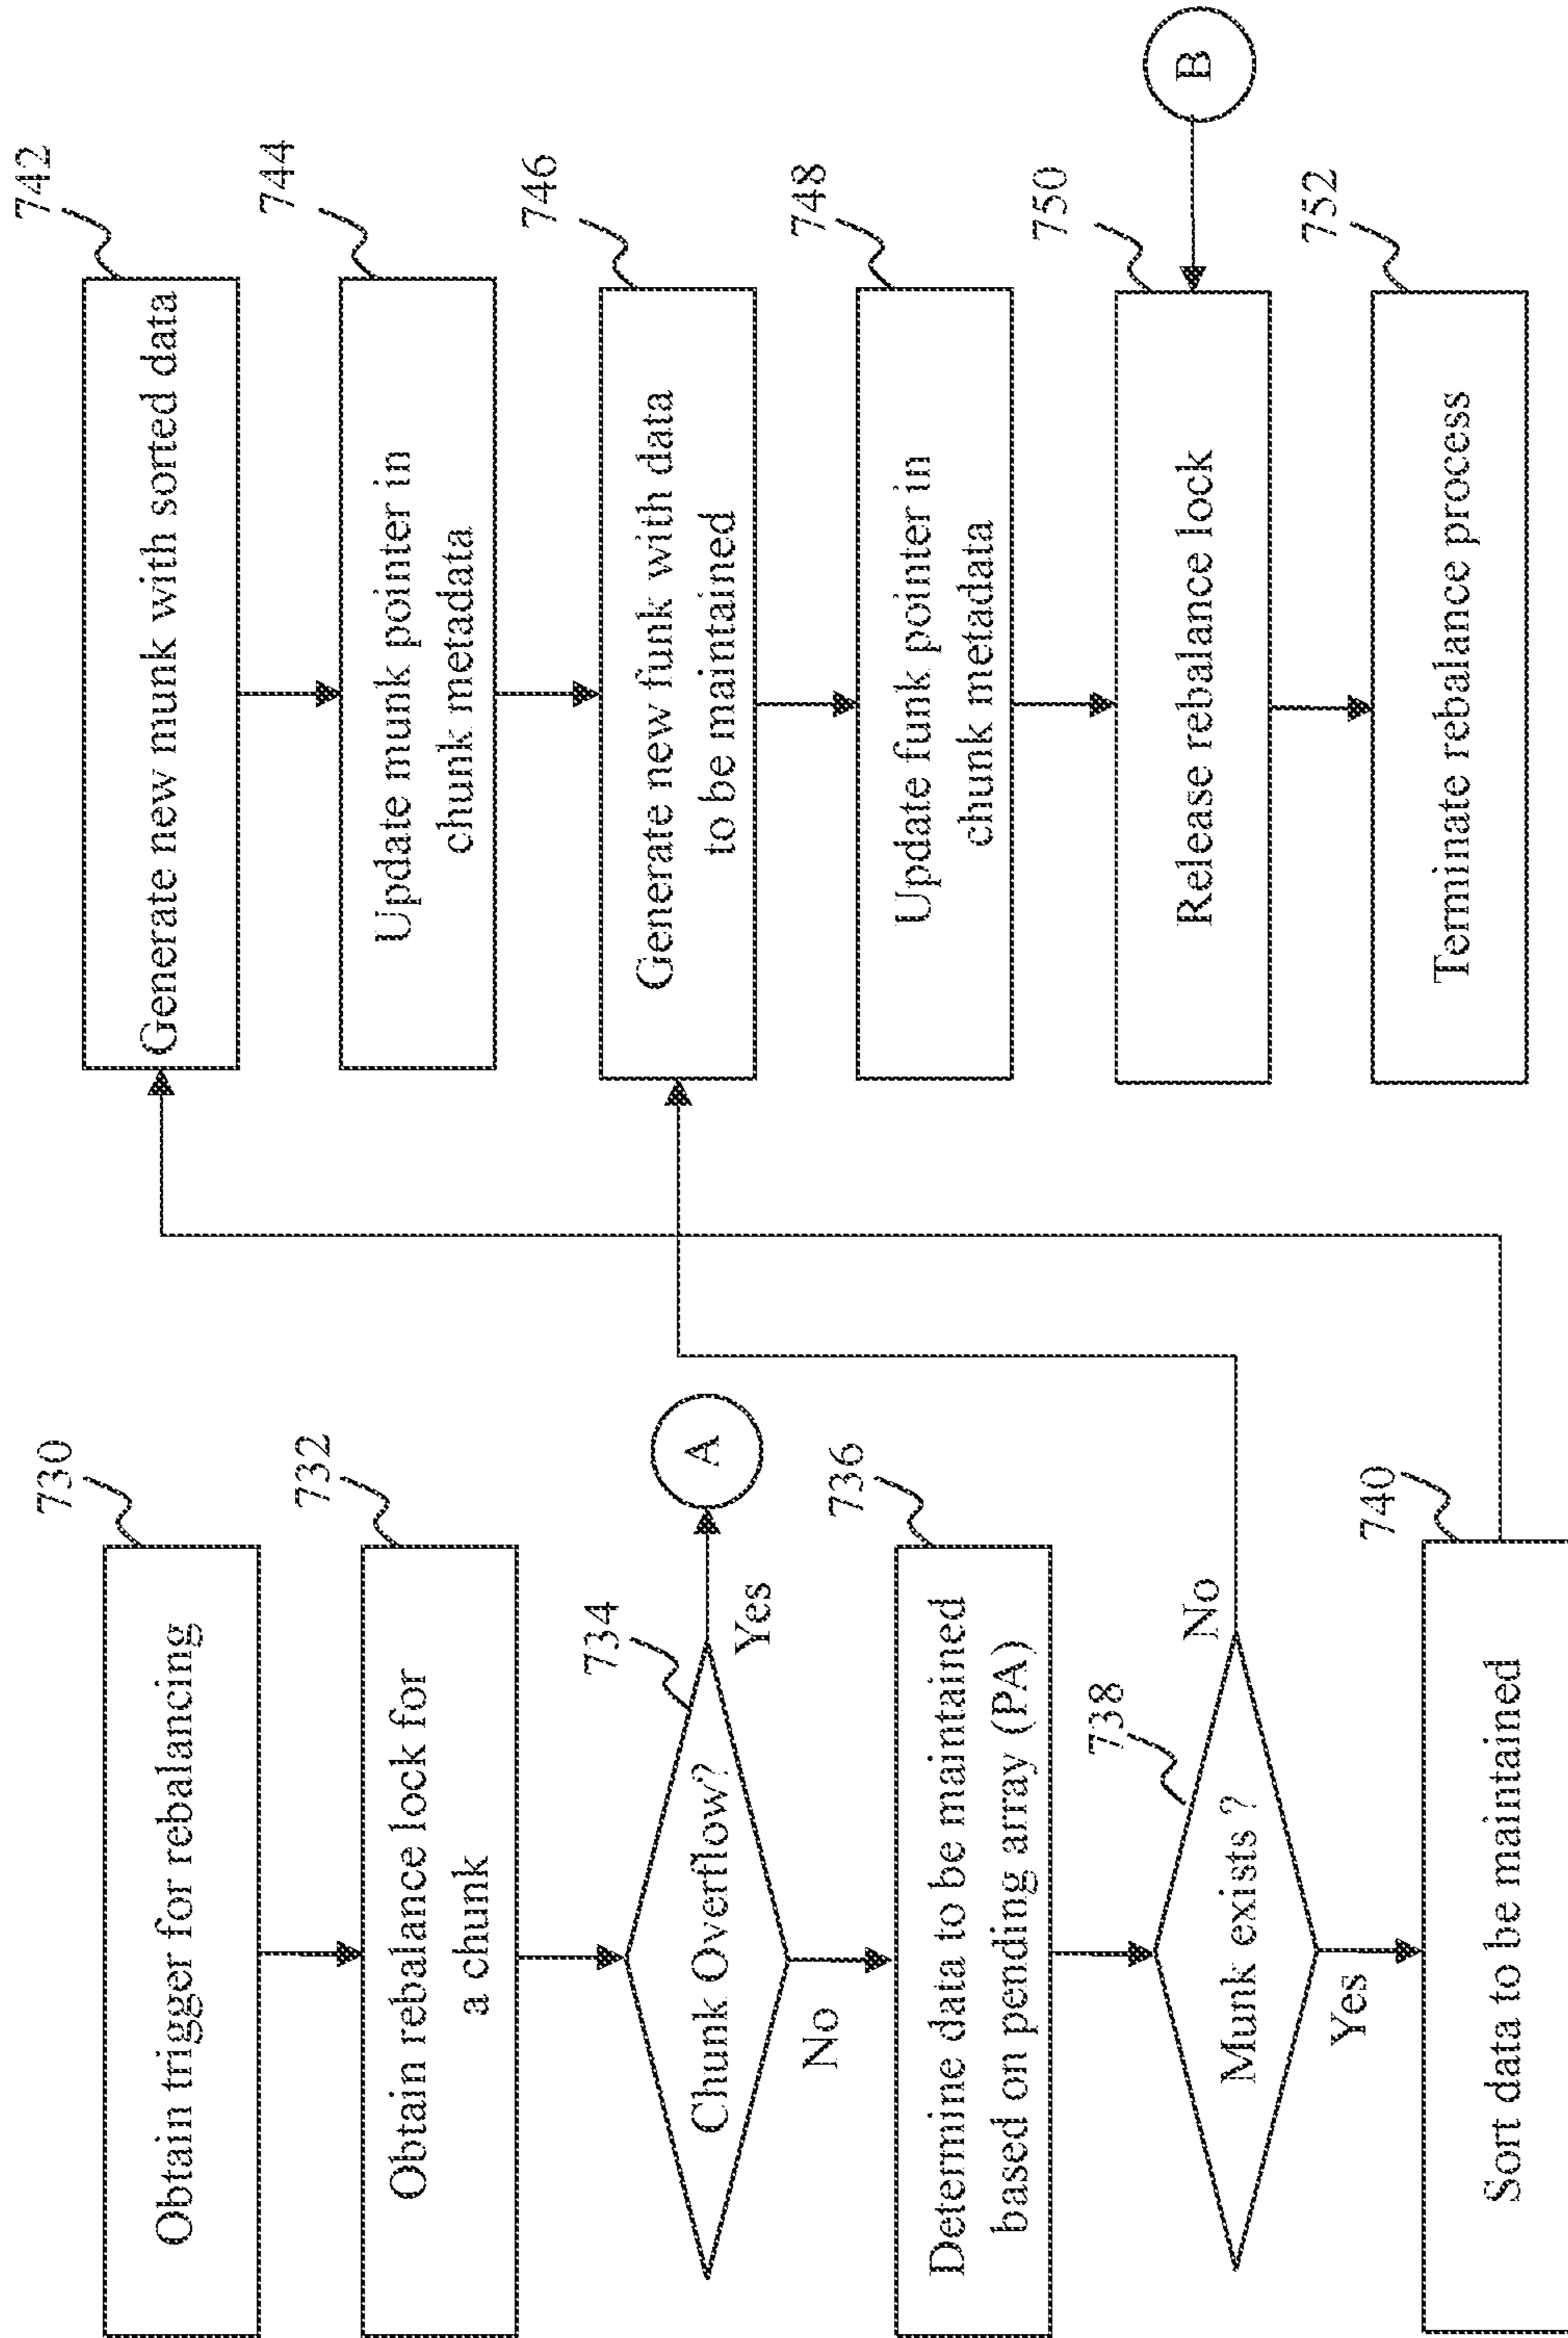 730
Obtain trigger for rebalancing
732
Obtain rebalance lock for
a chunk
734
Chunk Overflow?
Yes
A
No
736
Determine data to be maintained
based on pending array (PA)
738
Munk exists ?
No
Yes
740
Sort data to be maintained
742
Generate new munk with sorted data
744
Update munk pointer in
chunk metadata
746
Generate new funk with data
to be maintained
748
Update funk pointer in
chunk metadata
750
Release rebalance lock
B
752
Terminate rebalance process